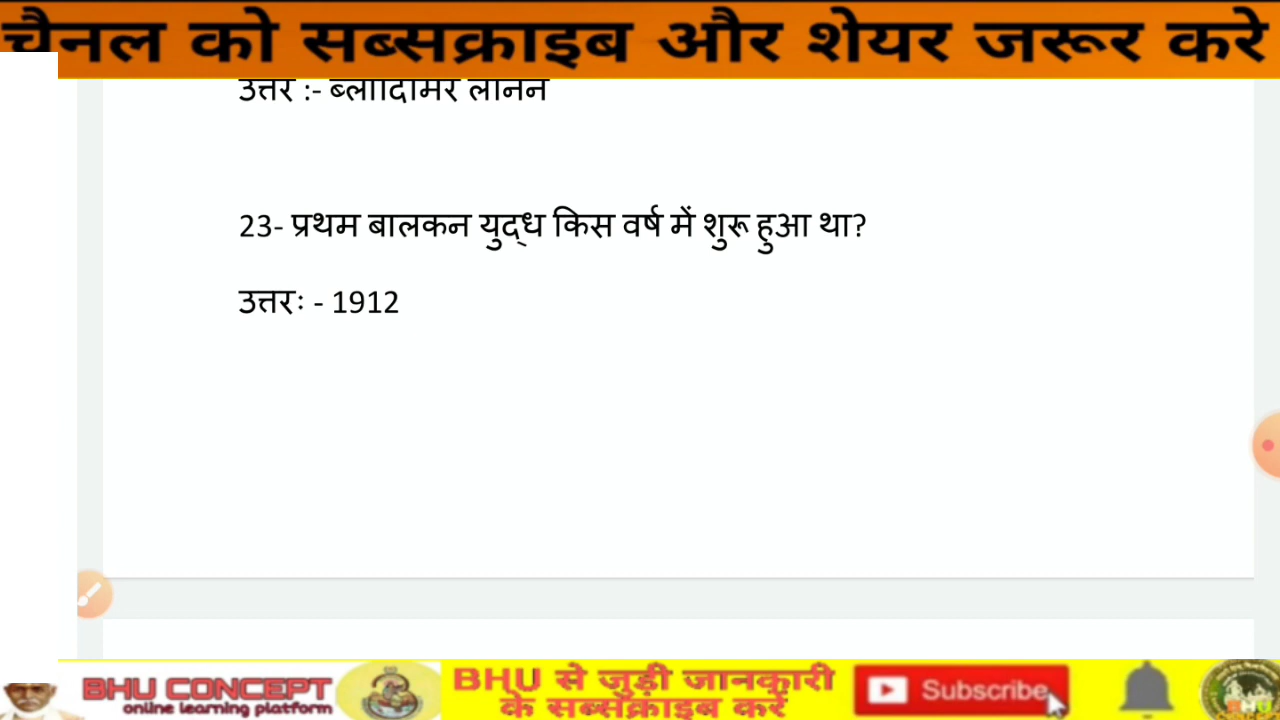 चैनल को सब्सक्राइब और शेयर जरूर करे
उत्तर :- ब्लादिमिर लेनिन
23- प्रथम बालकन युद्ध किस वर्ष में शुरू हुआ था?
उत्तरः - 1912
BHU CONCEPT
online learning platform
BHU से जुड़ी जानकारी
के सब्सक्राइब करें
Subscribe